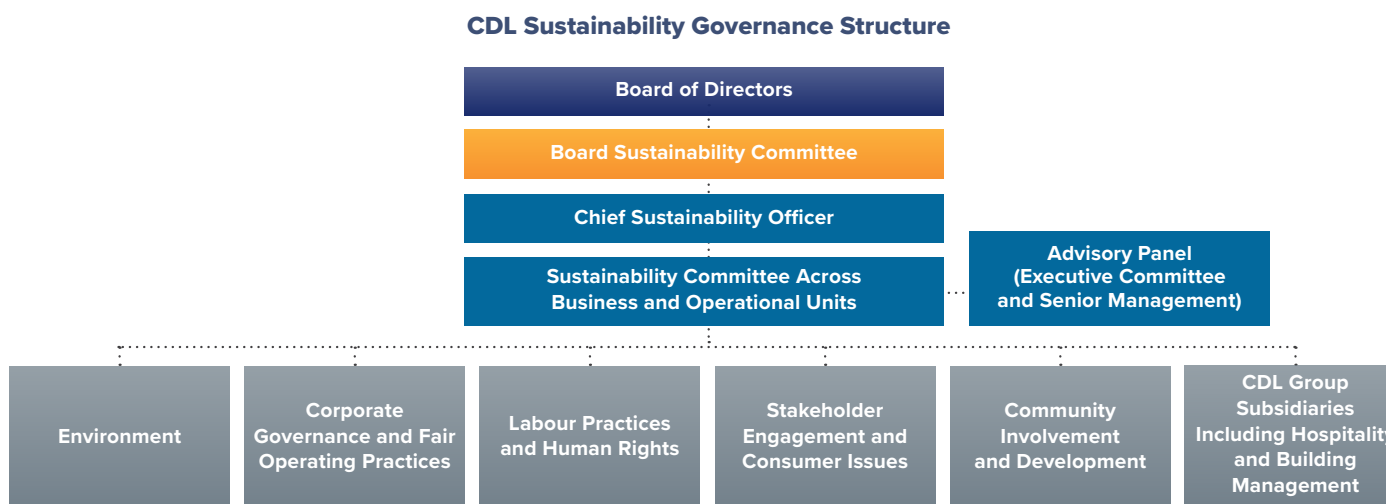 CDL Sustainability Governance Structure
Board of Directors
Board Sustainability Committee
Chief Sustainability Officer
Sustainability Committee Across
Business and Operational Units
Advisory Panel
(Executive Committee
and Senior Management)
Environment
Corporate
Governance and Fair
Operating Practices
Labour Practices
and Human Rights
Stakeholder
Engagement and
Consumer Issues
Community
Involvement
and Development
CDL Group
Subsidiaries
Including Hospitality
and Building
Management